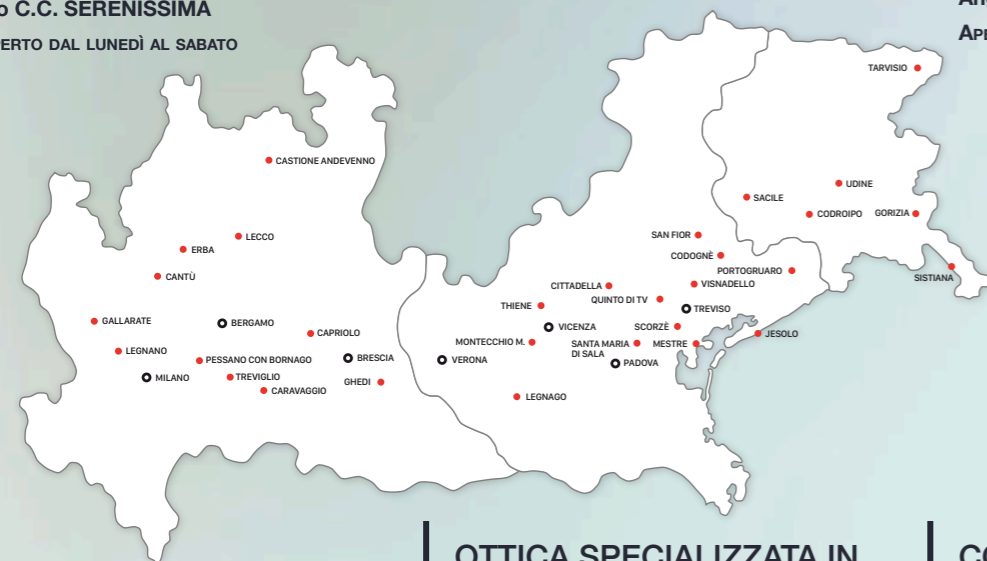 C.C. SERENISSIMA
DAL LUNEDÌ AL SABATO
TARVISIO
CASTIONE ANDEVENNO
UDINE
SACILE
CODROIPO
GORIZIA
LECCO
SAN FIOR
ERBA
CODOGNÈ
PORTOGRUARO
SISTIANA
CANTÙ
CITTADELLA
VISNADELLO
QUINTO DI TV
THIENE
TREVISO
GALLARATE
BERGAMO
VICENZA
SCORZÈ
CAPRIOLO
JESOLO
MONTECCHIO M.
SANTA MARIA
DI SALA
MESTRE
LEGNANO
PESSANO CON BORNAGO
BRESCIA
VERONA
PADOVA
MILANO
TREVIGLIO
GHEDI
CARAVAGGIO
LEGNAGO
OTTICA SPECIALIZZATA IN